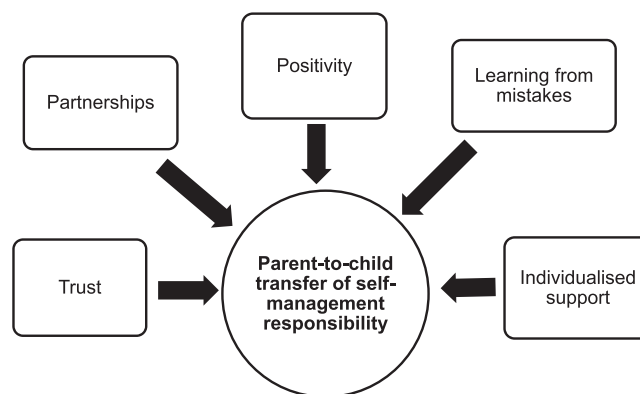 Positivity
Partnerships
Learning from
mistakes
Trust
Parent-to-child
transfer of self-
management
responsibility
Individualised
support